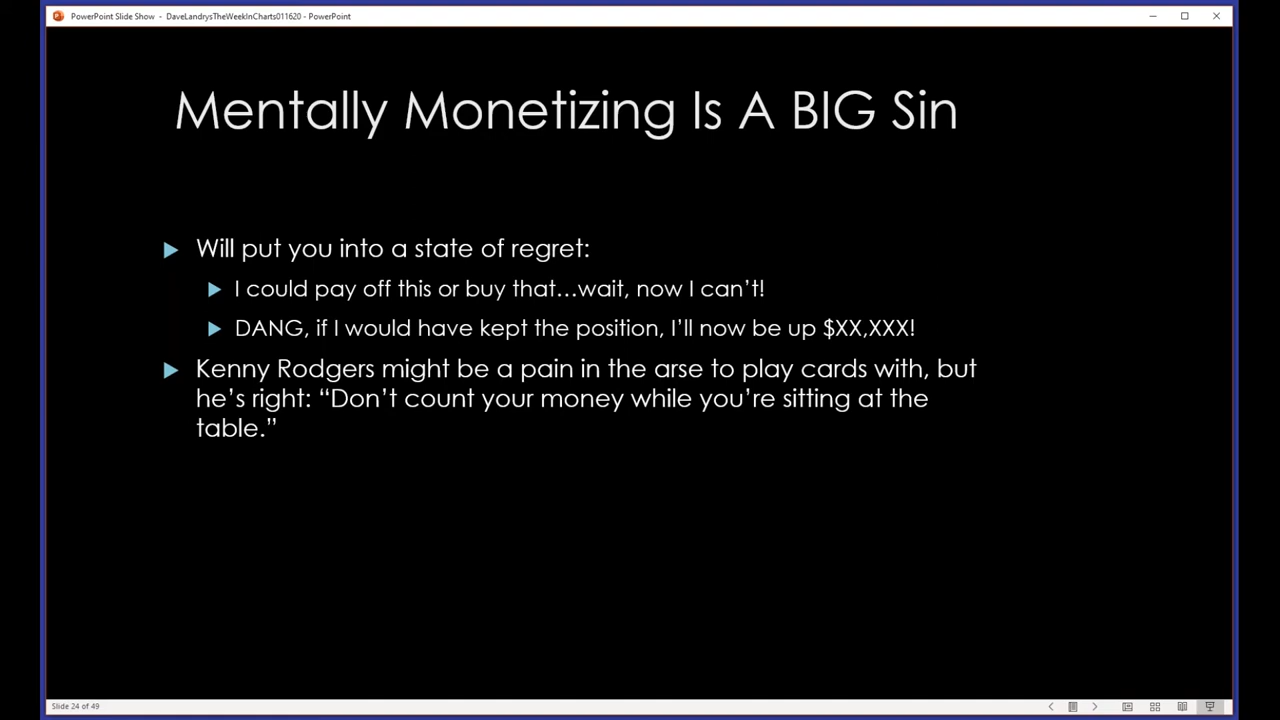 PowerPoint Slide Show - DaveLandrysTheWeekInCharts011620 - PowerPoint
Mentally Monetizing Is A BIG Sin
Will put you into a state of regret:
I could pay off this or buy that…wait, now I can’t!
DANG, if I would have kept the position, I’ll now be up $XX,XXX!
Kenny Rodgers might be a pain in the arse to play cards with, but
he’s right: “Don’t count your money while you’re sitting at the
table.”
Slide 24 of 49